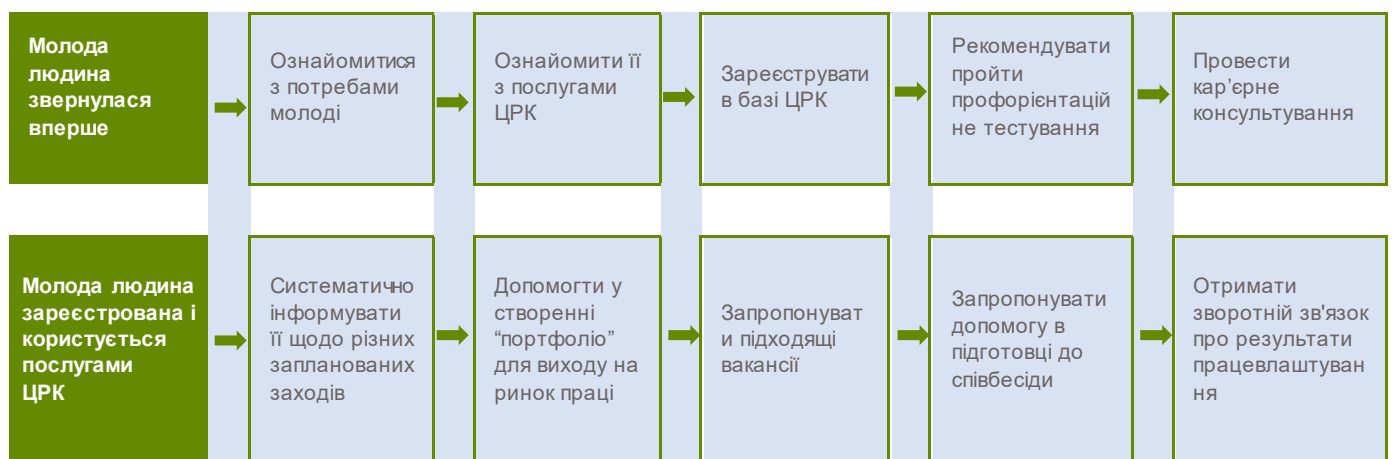 Молода
людина
звернулася
вперше
Ознайомитися
з потребами
молоді
Ознайомити її
з послугами
ЦРК
Зареєструвати
в базі ЦРК
Рекомендувати
пройти
профорієнтацій
не тестування
Провести
кар’єрне
консультування
Молода людина
зареєстрована і
користується
послугами
ЦРК
Систематично
інформувати
її щодо різних
запланованих
заходів
Допомогти у
створенні
“портфоліо”
для виходу на
ринок праці
Запропонуват
и підходящі
вакансії
Запропонувати
допомогу в
підготовці до
співбесіди
Отримати
зворотній зв'язок
про результати
працевлаштуван
ня